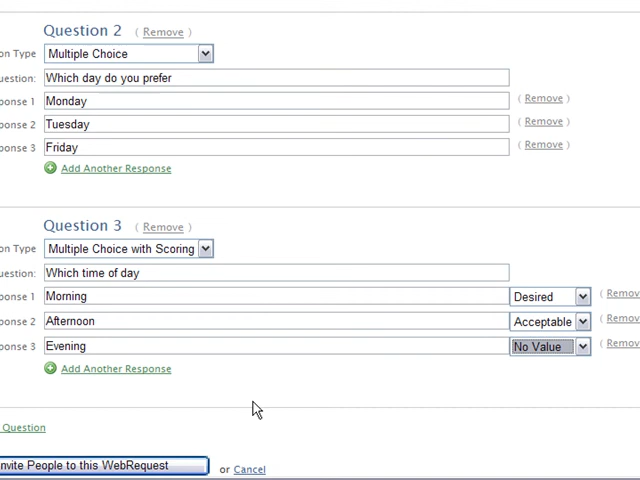 Question 2 ( Remove )
on Type Multiple Choice
uestion: Which day do you prefer
ponse 1 Monday ( Remove )
ponse 2 Tuesday ( Remove )
ponse 3 Friday ( Remove )
Add Another Response
Question 3 ( Remove )
on Type Multiple Choice with Scoring
uestion: Which time of day
ponse 1 Morning Desired ( Remov
ponse 2 Afternoon Acceptable ( Remov
ponse 3 Evening No Value ( Remov
Add Another Response
Question
nvite People to this WebRequest or Cancel